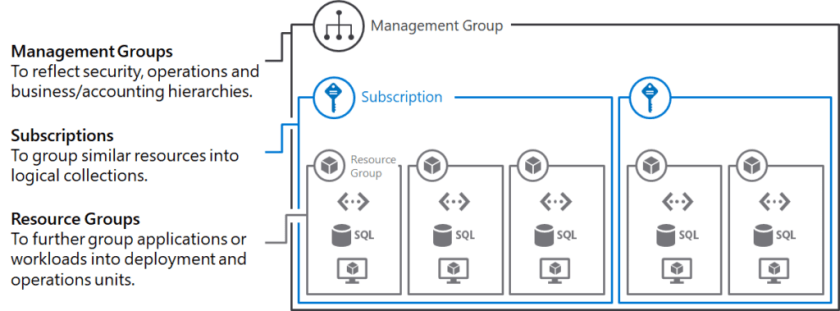 Management Groups
To reflect security, operations and
business/accounting hierarchies.
Subscriptions
To group similar resources into
logical collections.
Resource Groups
To further group applications or
workloads into deployment and
operations units.
Management Group
Subscription
Resource
Group
SQL
SQL
SQL
SQL
SQL